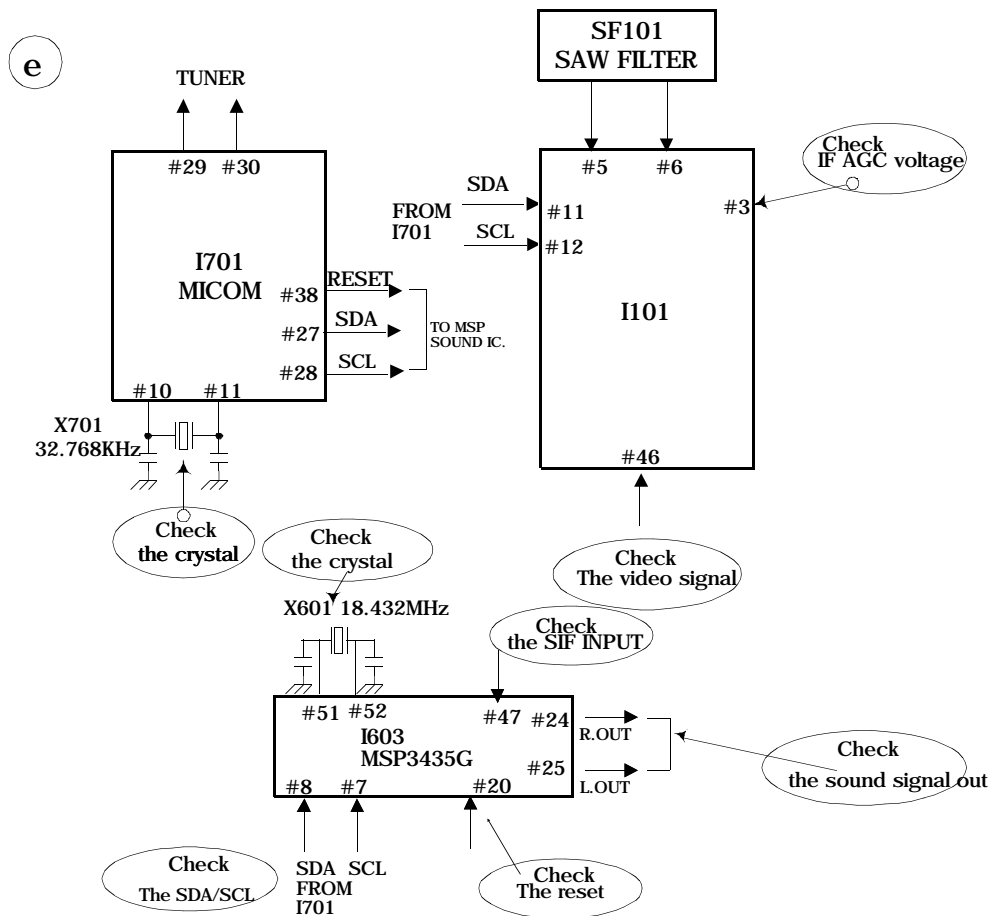 e
TUNER
#29 #30
I701
MICOM
#38
#27
#28
RESET
SDA
SCL
TO MSP
SOUND IC.
#10 #11
X701
32.768KHz
Check
the crystal
SF101
SAW FILTER
#5 #6
SDA
FROM
I701
SCL
#11
#12
#3
Check
IF AGC voltage
I101
#46
Check
The video signal
Check
the crystal
X601 18.432MHz
Check
the SIF INPUT
#51 #52
#47 #24
I603
MSP3435G
#25
#8 #7
#20
R.OUT
L.OUT
Check
the sound signal out
Check
The SDA/SCL
SDA SCL
FROM
I701
Check
The reset